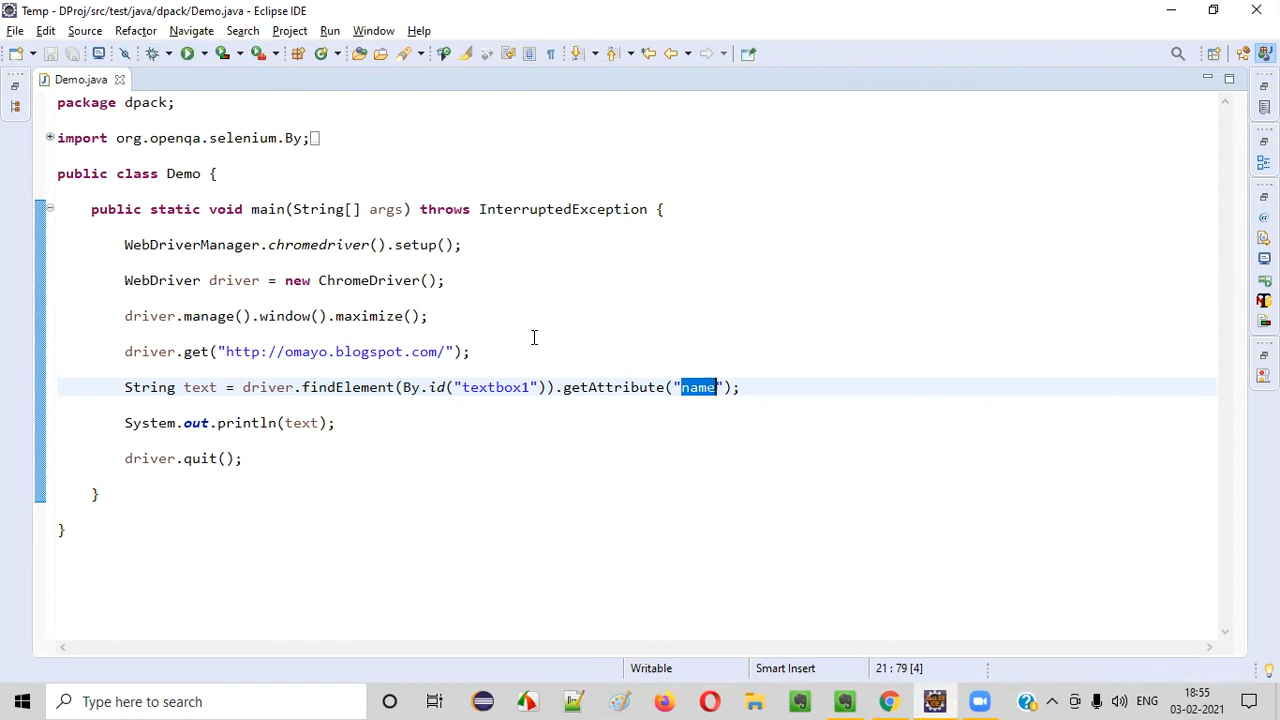 Temp - DProj/src/test/java/dpack/Demo.java - Eclipse IDE
File Edit Source Refactor Navigate Search Project Run Window Help
Demo.java
package dpack;
import org.openqa.selenium.By;
public class Demo {
public static void main(String[] args) throws InterruptedException {
WebDriverManager.chromedriver().setup();
WebDriver driver = new ChromeDriver();
driver.manage().window().maximize();
driver.get("http://omayo.blogspot.com/");
String text = driver.findElement(By.id("textbox1")).getAttribute("name");
System.out.println(text);
driver.quit();
}
}
Writable Smart Insert 21 : 79 [4]
Type here to search ENG 18:55
03-02-2021